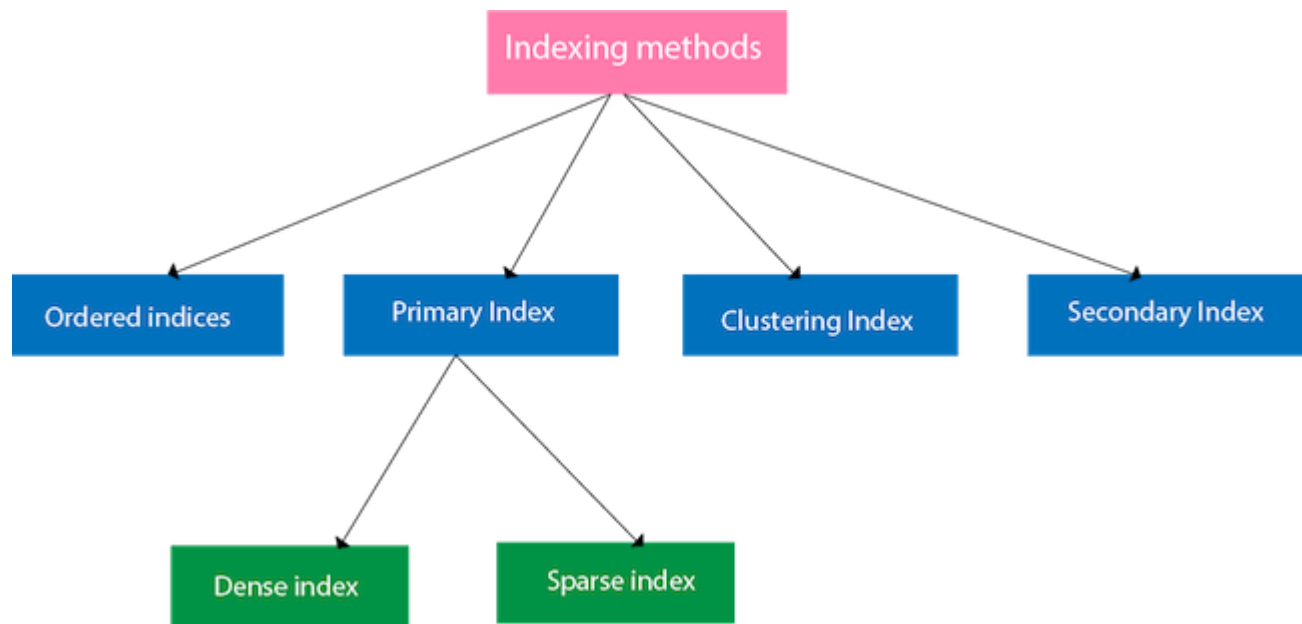 Indexing methods
Ordered indices
Primary Index
Clustering Index
Secondary Index
Dense index
Sparse index